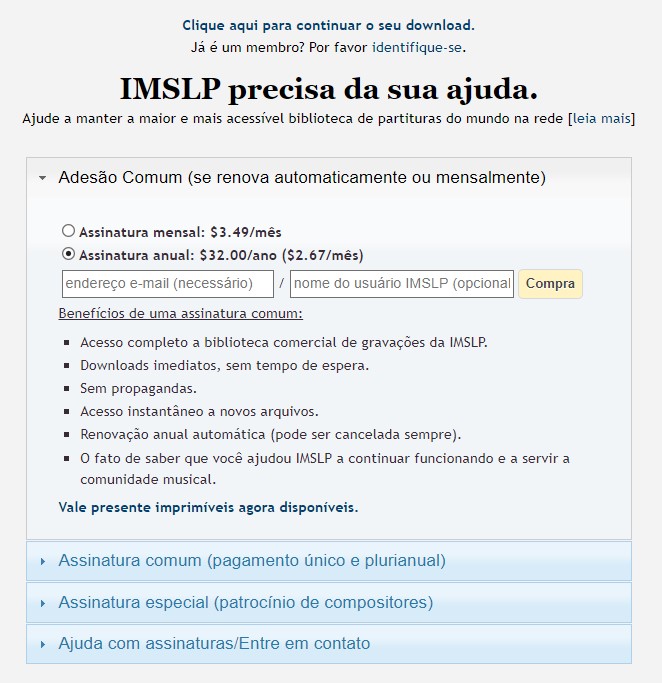 Clique aqui para continuar o seu download.
Já é um membro? Por favor identifique-se.
IMSLP precisa da sua ajuda.
Ajude a manter a maior e mais acessível biblioteca de partituras do mundo na rede [leia mais]
Adesão Comum (se renova automaticamente ou mensalmente)
Assinatura mensal: $3.49/mês
Assinatura anual: $32.00/ano ($2.67/mês)
endereço e-mail (necessário) / nome do usuário IMSLP (opcional Compra
Benefícios de uma assinatura comum:
Acesso completo a biblioteca comercial de gravações da IMSLP.
Downloads imediatos, sem tempo de espera.
Sem propagandas.
Acesso instantâneo a novos arquivos.
Renovação anual automática (pode ser cancelada sempre).
O fato de saber que você ajudou IMSLP a continuar funcionando e a servir a
comunidade musical.
Vale presente imprimíveis agora disponíveis.
Assinatura comum (pagamento único e plurianual)
Assinatura especial (patrocínio de compositores)
Ajuda com assinaturas/Entre em contato